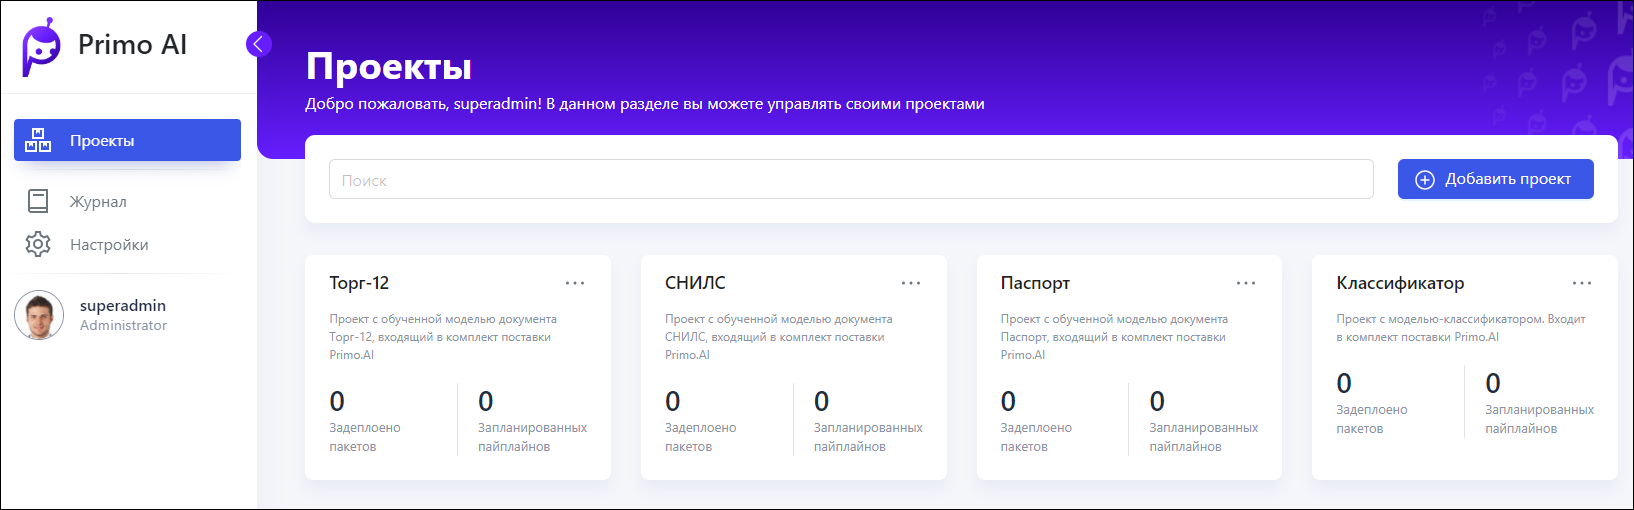 Primo AI
Проекты
Журнал
Настройки
superadmin
Administrator
Проекты
Добро пожаловать, superadmin! В данном разделе вы можете управлять своими проектами
Поиск
Добавить проект
Торг-12
Проект с обученной моделью документа
Торг-12, входящий в комплект поставки
Primo.AI
0
Задеплоено
пакетов
0
Запланированных
пайплайнов
СНИЛС
Проект с обученной моделью документа
СНИЛС, входящий в комплект поставки
Primo.AI
0
Задеплоено
пакетов
0
Запланированных
пайплайнов
Паспорт
Проект с обученной моделью документа
Паспорт, входящий в комплект поставки
Primo.AI
0
Задеплоено
пакетов
0
Запланированных
пайплайнов
Классификатор
Проект с моделью-классификатором. Входит
в комплект поставки Primo.AI
0
Задеплоено
пакетов
0
Запланированных
пайплайнов